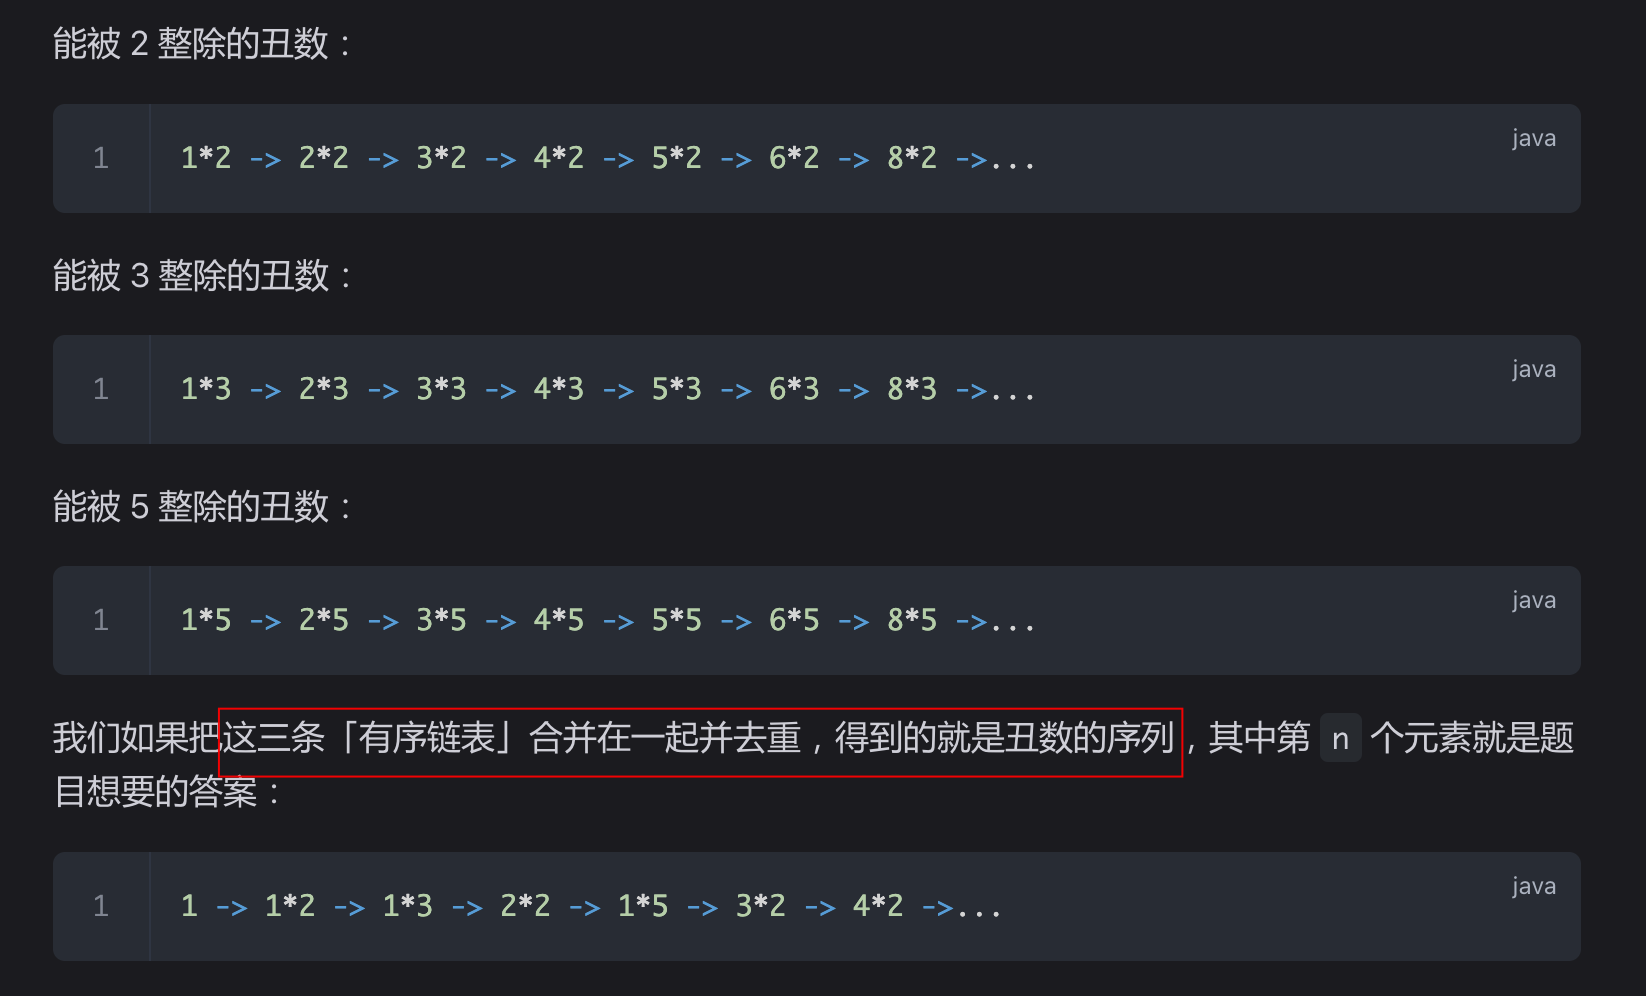 能被 2 整除的丑数：
java
1 1*2 -> 2*2 -> 3*2 -> 4*2 -> 5*2 -> 6*2 -> 8*2 ->...
能被 3 整除的丑数：
java
1 1*3 -> 2*3 -> 3*3 -> 4*3 -> 5*3 -> 6*3 -> 8*3 ->...
能被 5 整除的丑数：
java
1 1*5 -> 2*5 -> 3*5 -> 4*5 -> 5*5 -> 6*5 -> 8*5 ->...
我们如果把这三条「有序链表」合并在一起并去重，得到的就是丑数的序列，其中第 n 个元素就是题
目想要的答案：
java
1 1 -> 1*2 -> 1*3 -> 2*2 -> 1*5 -> 3*2 -> 4*2 ->...